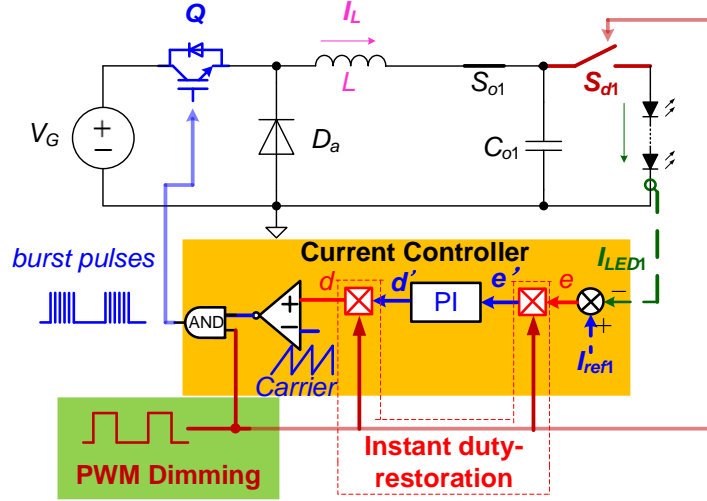 Q
I_L
L
S_o1
S_d1
V_G
+
−
D_a
C_o1
I_LED1
burst pulses
Current Controller
d
d’
e’
e
PI
AND
+
−
−
+
Carrier
I_ref1
PWM Dimming
Instant duty-
restoration